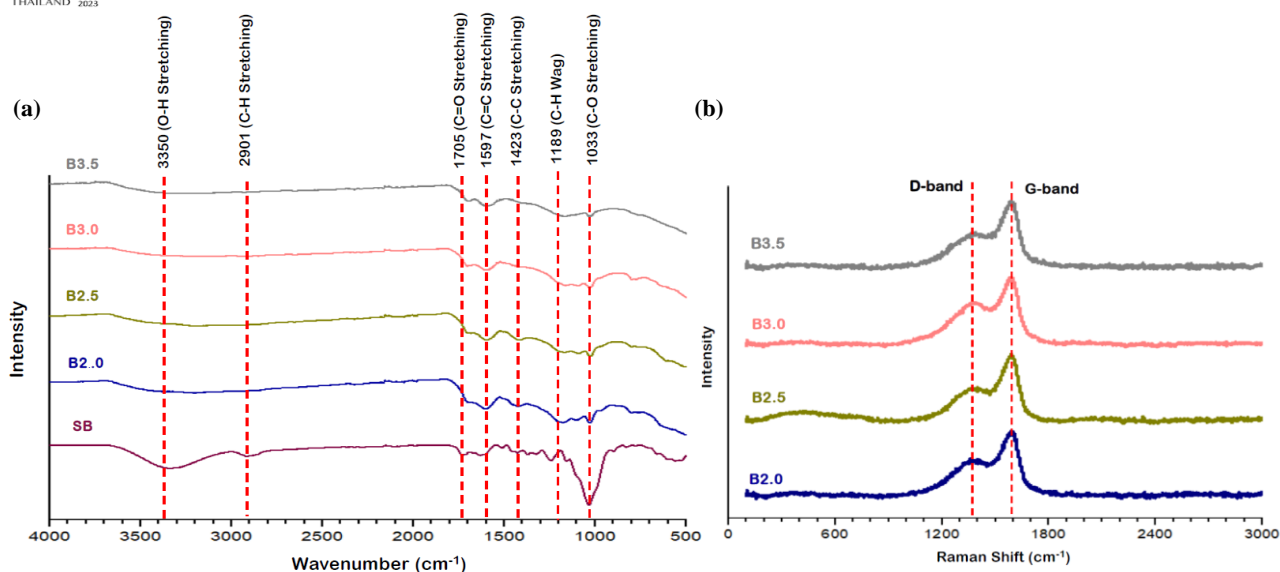 THAILAND 2023
(a)
3350 (O-H Stretching)
2901 (C-H Stretching)
1705 (C=O Stretching)
1597 (C=C Stretching)
1423 (C-C Stretching)
1189 (C-H Wag)
1033 (C-O Stretching)
B3.5
B3.0
B2.5
B2..0
SB
Intensity
4000
3500
3000
2500
2000
1500
1000
500
Wavenumber (cm-1)
(b)
D-band
G-band
B3.5
B3.0
B2.5
B2.0
Intensity
0
600
1200
1800
2400
3000
Raman Shift (cm-1)